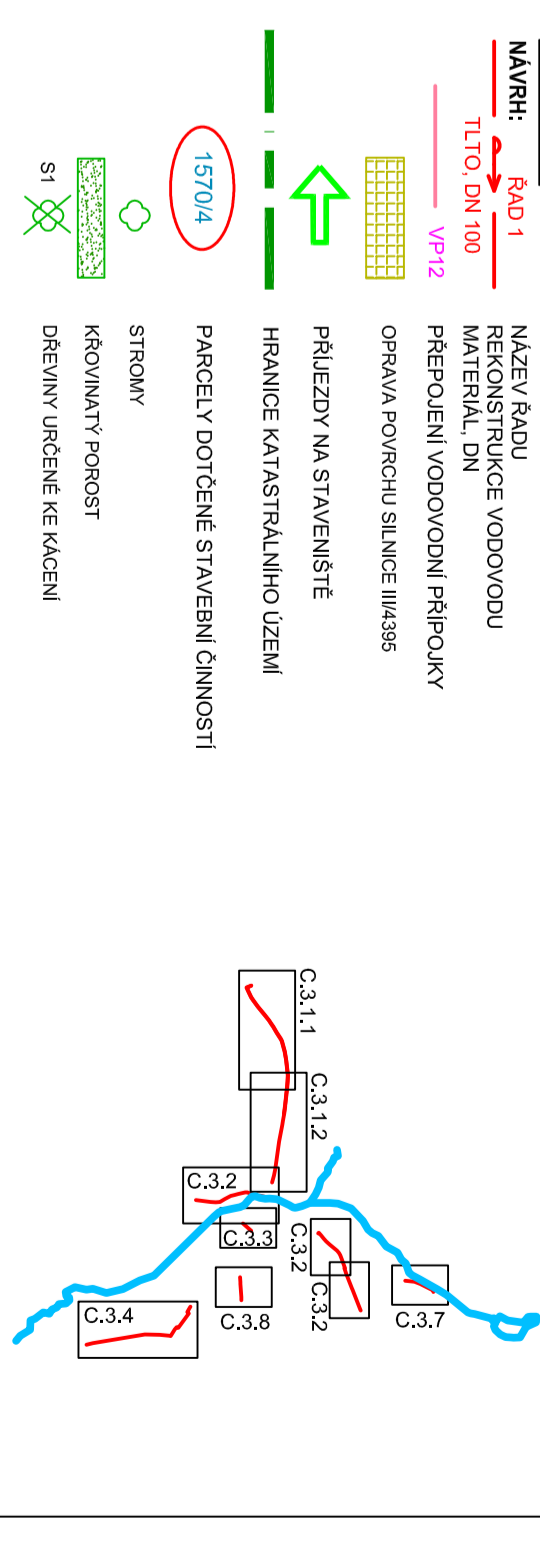 NÁVRH:
ŘAD 1
TLTO, DN 100
NÁZEV ŘADU
REKONSTRUKCE VODOVODU
MATERIÁL, DN
VP12
PŘEPOJENÍ VODOVODNÍ PŘÍPOJKY
OPRAVA POVRCHU SILNICE III/4395
PŘÍJEZDY NA STAVENIŠTĚ
HRANICE KATASTRÁLNÍHO ÚZEMÍ
1570/4
PARCELY DOTČENÉ STAVEBNÍ ČINNOSTÍ
STROMY
KŘOVINATÝ POROST
S1
DŘEVINY URČENÉ KE KÁCENÍ
C.3.1.1
C.3.1.2
C.3.2
C.3.3
C.3.2
C.3.2
C.3.7
C.3.8
C.3.4